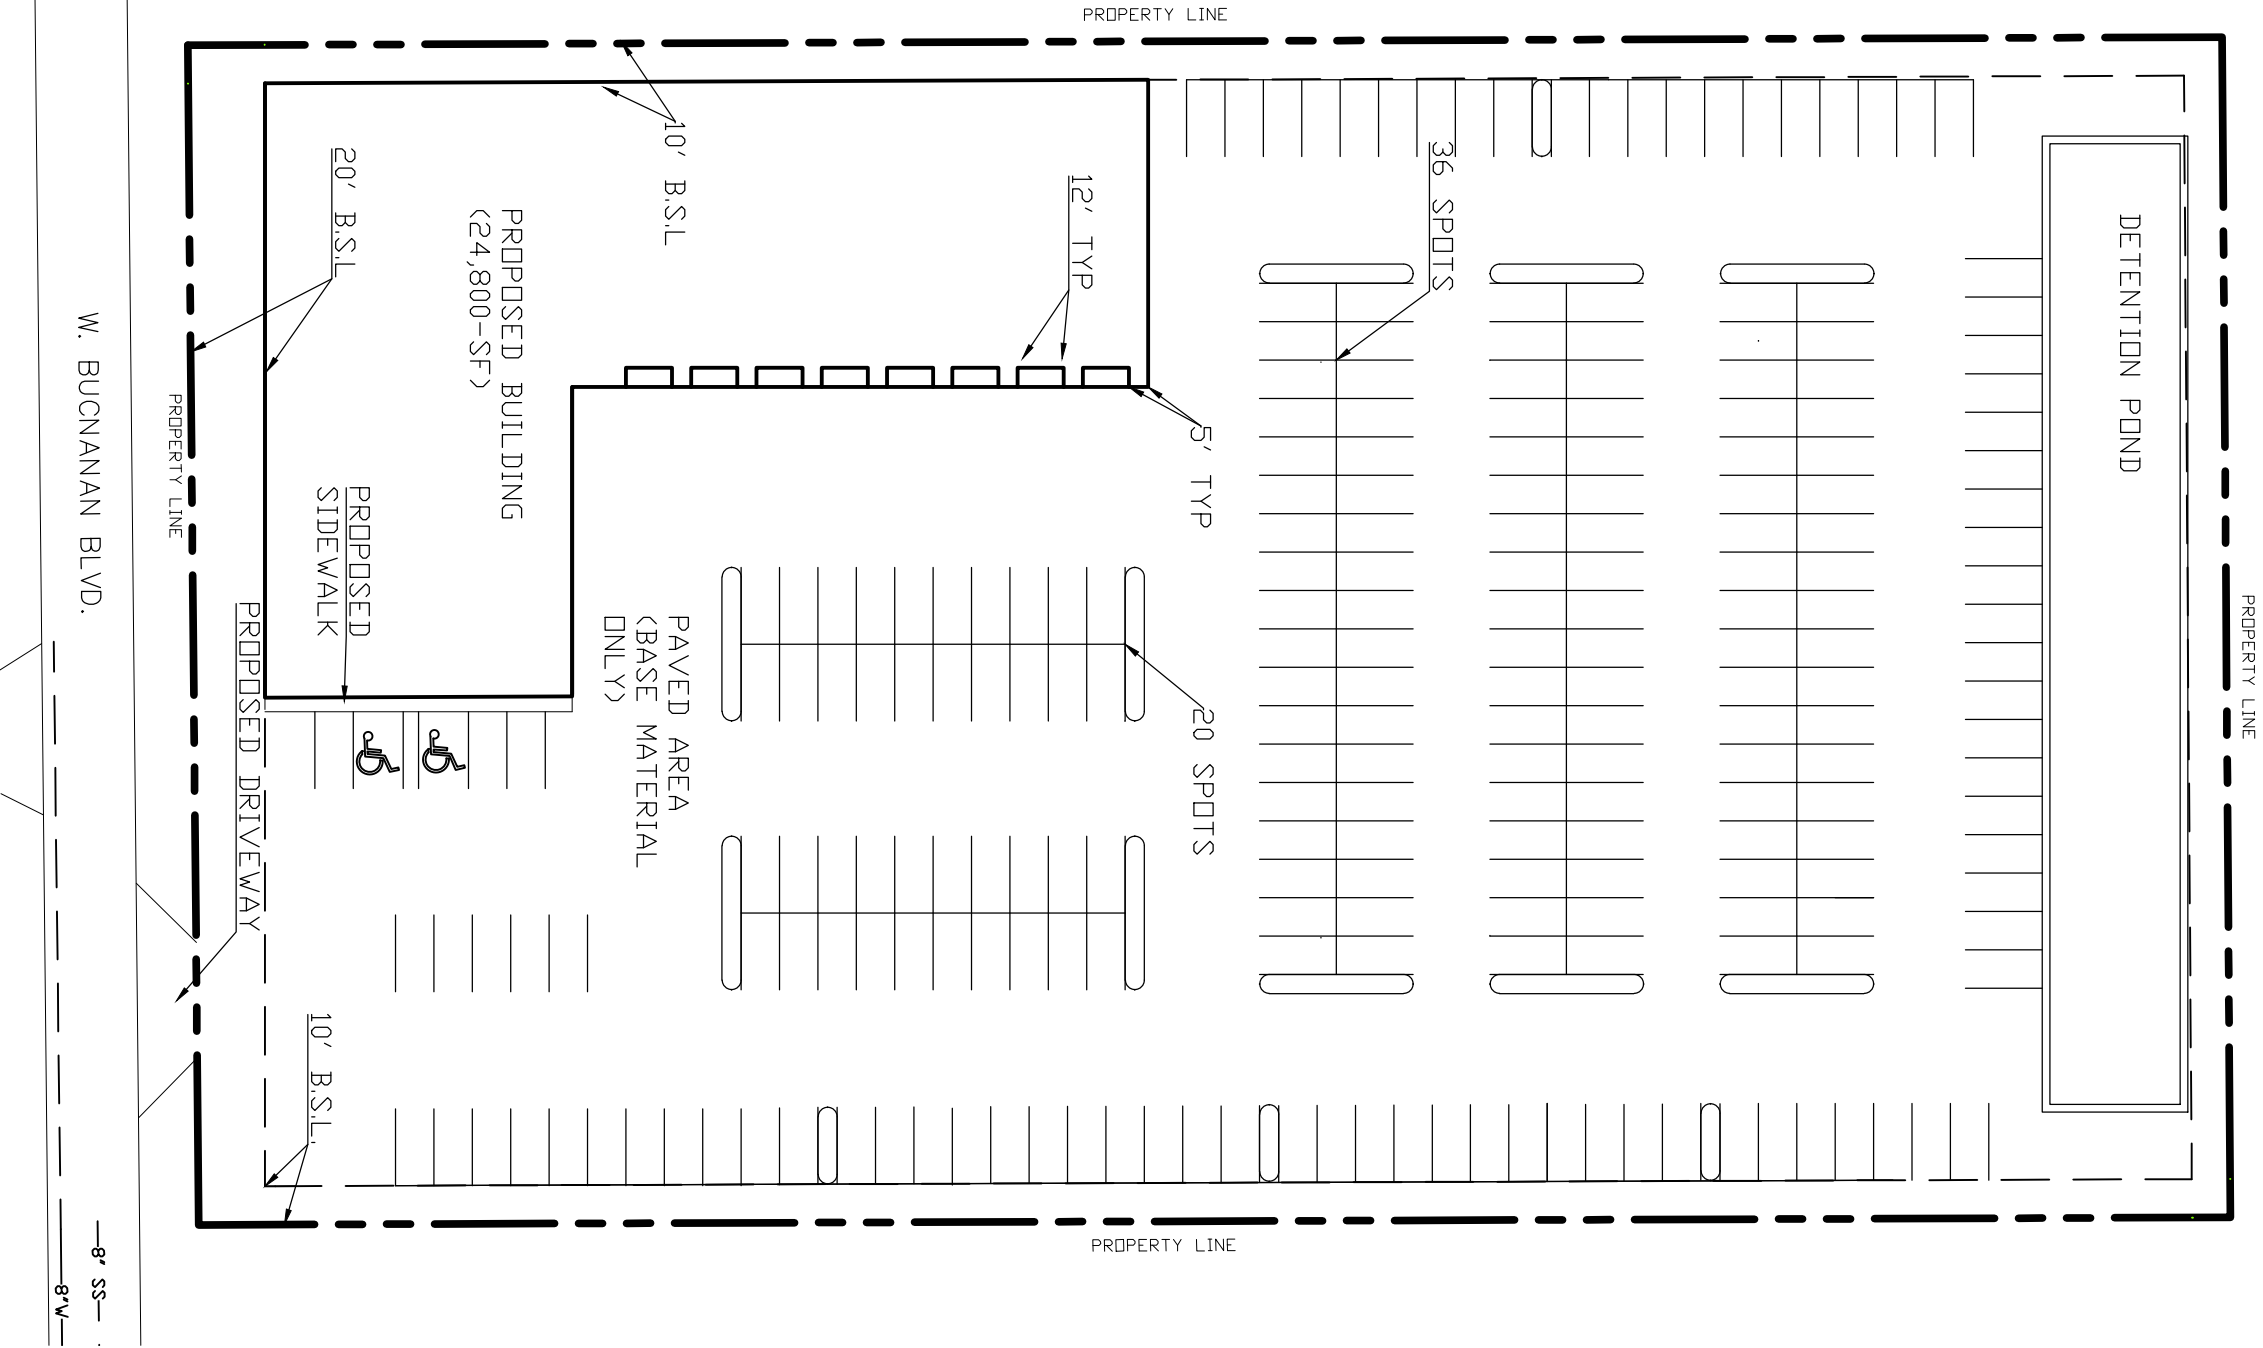 PROPERTY LINE
10' B.S.L
20' B.S.L
12' TYP
36 SPOTS
PROPOSED BUILDING
(24,800-SF)
DETENTION POND
W. BUCNANAN BLVD.
PROPERTY LINE
5' TYP
PROPOSED
SIDEWALK
PROPOSED DRIVEWAY
PAVED AREA
(BASE MATERIAL
ONLY)
20 SPOTS
PROPERTY LINE
10' B.S.L.
PROPERTY LINE
8" SS
8"W